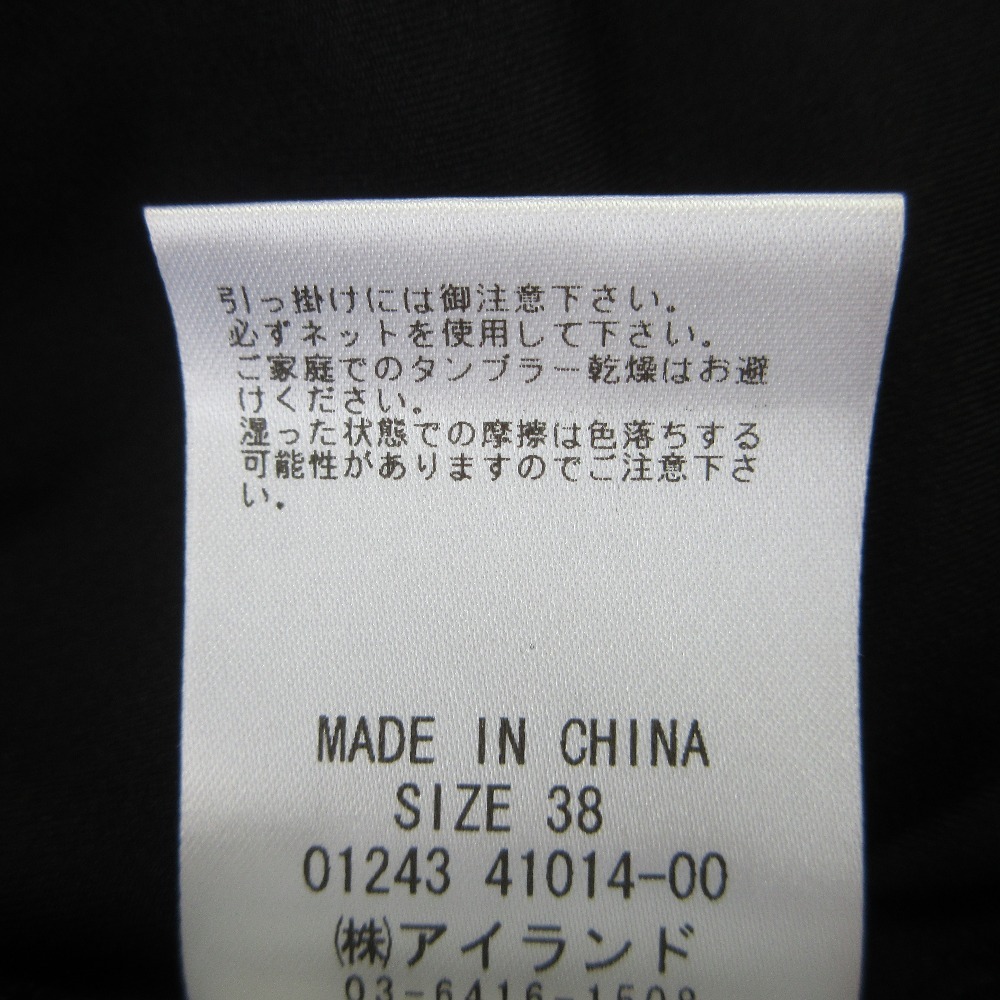 引っ掛けには御注意下さい。
必ずネットを使用して下さい。
ご家庭でのタンブラー乾燥はお避
けください。
湿った状態での摩擦は色落ちする
可能性がありますのでご注意下さ
い。
MADE IN CHINA
SIZE 38
01243 41014-00
㈱アイランド
03-6416-1508